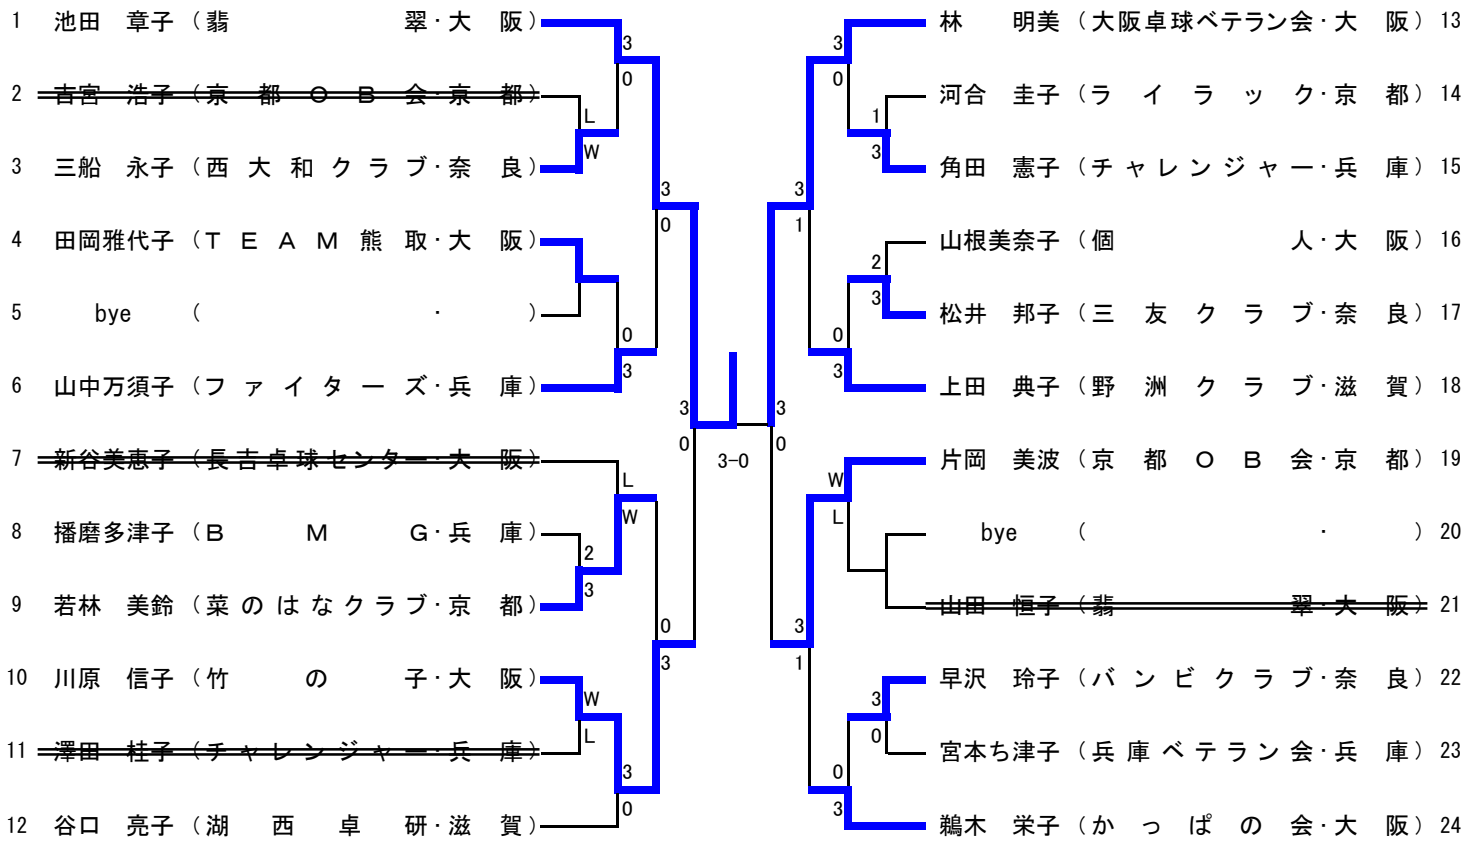 1 池田 章子 (翡 翠・大 阪)
3
0
2 吉宮 浩子 (京 都 O B 会・京 都)
L
W
3 三船 永子 (西 大 和 ク ラ ブ・奈 良)
3
0
4 田岡雅代子 (T E A M 熊 取・大 阪)
5 bye ( ・ )
0
3
6 山中万須子 (フ ァ イ タ ー ズ・兵 庫)
3
0
7 新谷美恵子 (長 吉 卓 球 セ ン タ ー・大 阪)
L
W
8 播磨多津子 (B M G・兵 庫)
2
3
9 若林 美鈴 (菜 の は な ク ラ ブ・京 都)
0
3
10 川原 信子 (竹 の 子・大 阪)
W
L
11 澤田 桂子 (チ ャ レ ン ジ ャ ー・兵 庫)
3
0
12 谷口 亮子 (湖 西 卓 研・滋 賀)
3-0
林 明美 (大阪卓球ベテラン会・大 阪) 13
3
0
河合 圭子 (ラ イ ラ ッ ク・京 都) 14
1
3
角田 憲子 (チ ャ レ ン ジ ャ ー・兵 庫) 15
3
1
山根美奈子 (個 人・大 阪) 16
2
3
松井 邦子 (三 友 ク ラ ブ・奈 良) 17
0
3
上田 典子 (野 洲 ク ラ ブ・滋 賀) 18
3
0
片岡 美波 (京 都 O B 会・京 都) 19
W
L
bye ( ・ ) 20
山田 恒子 (翡 翠・大 阪) 21
3
1
早沢 玲子 (バ ン ビ ク ラ ブ・奈 良) 22
3
0
宮本ち津子 (兵 庫 ベ テ ラ ン 会・兵 庫) 23
0
3
鵜木 栄子 (か っ ぱ の 会・大 阪) 24